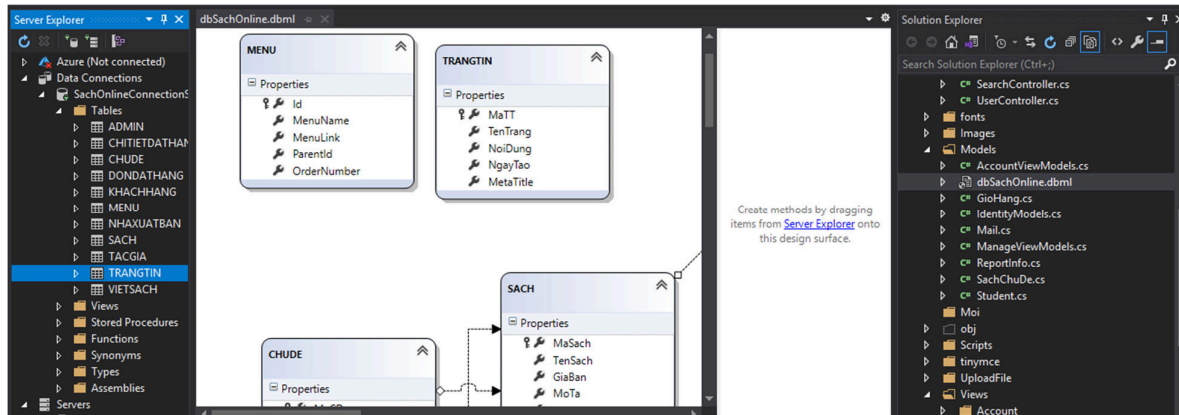 Server Explorer
Azure (Not connected)
Data Connections
SachOnlineConnectionS
Tables
ADMIN
CHITIETDATHAN
CHUDE
DONDATHANG
KHACHHANG
MENU
NHAXUATBAN
SACH
TACGIA
TRANGTIN
VIETSACH
Views
Stored Procedures
Functions
Synonyms
Types
Assemblies
Servers
dbSachOnline.dbml
MENU
Properties
Id
MenuName
MenuLink
ParentId
OrderNumber
TRANGTIN
Properties
MaTT
TenTrang
NoiDung
NgayTao
MetaTitle
CHUDE
Properties
SACH
Properties
MaSach
TenSach
GiaBan
MoTa
Create methods by dragging
items from Server Explorer onto
this design surface.
Solution Explorer
Search Solution Explorer (Ctrl+;)
C# SearchController.cs
C# UserController.cs
fonts
Images
Models
C# AccountViewModels.cs
dbSachOnline.dbml
C# GioHang.cs
C# IdentityModels.cs
C# Mail.cs
C# ManageViewModels.cs
C# ReportInfo.cs
C# SachChuDe.cs
C# Student.cs
Moi
obj
Scripts
tinymce
UploadFile
Views
Account